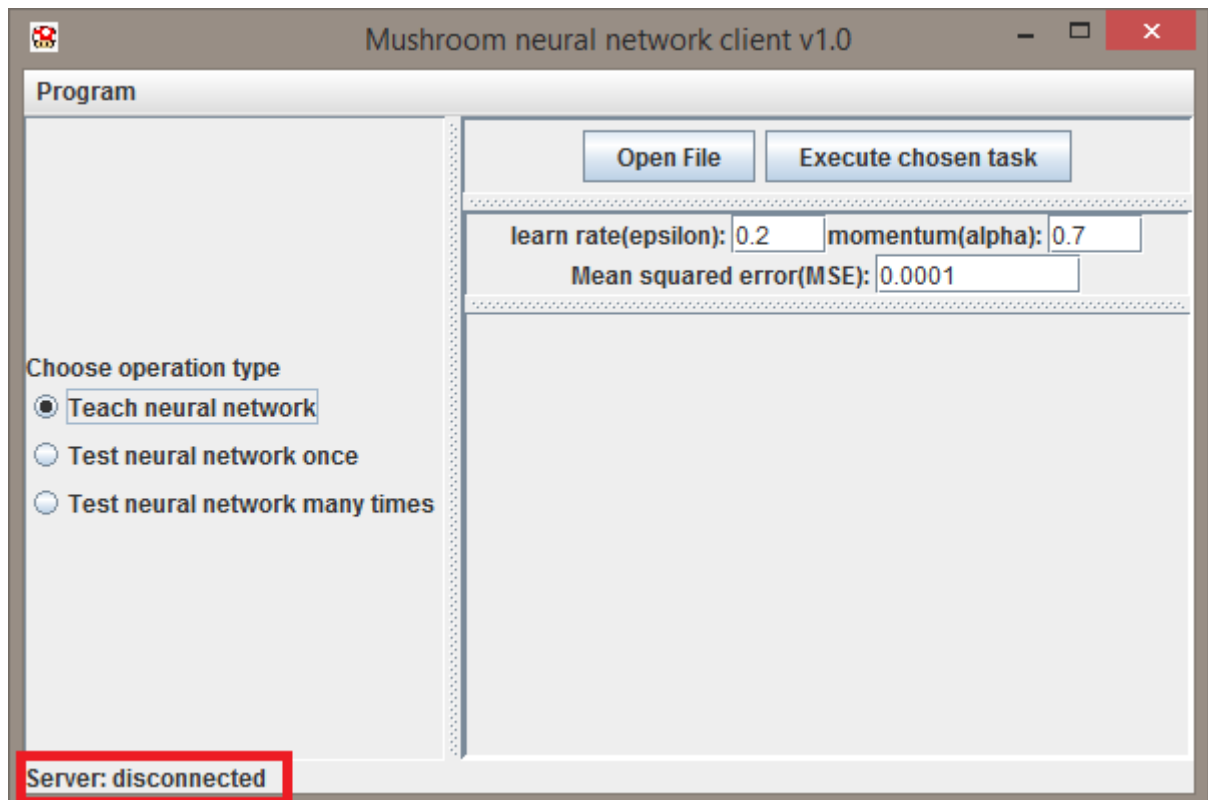 Mushroom neural network client v1.0
Program
Open File Execute chosen task
learn rate(epsilon): 0.2 momentum(alpha): 0.7
Mean squared error(MSE): 0.0001
Choose operation type
Teach neural network
Test neural network once
Test neural network many times
Server: disconnected